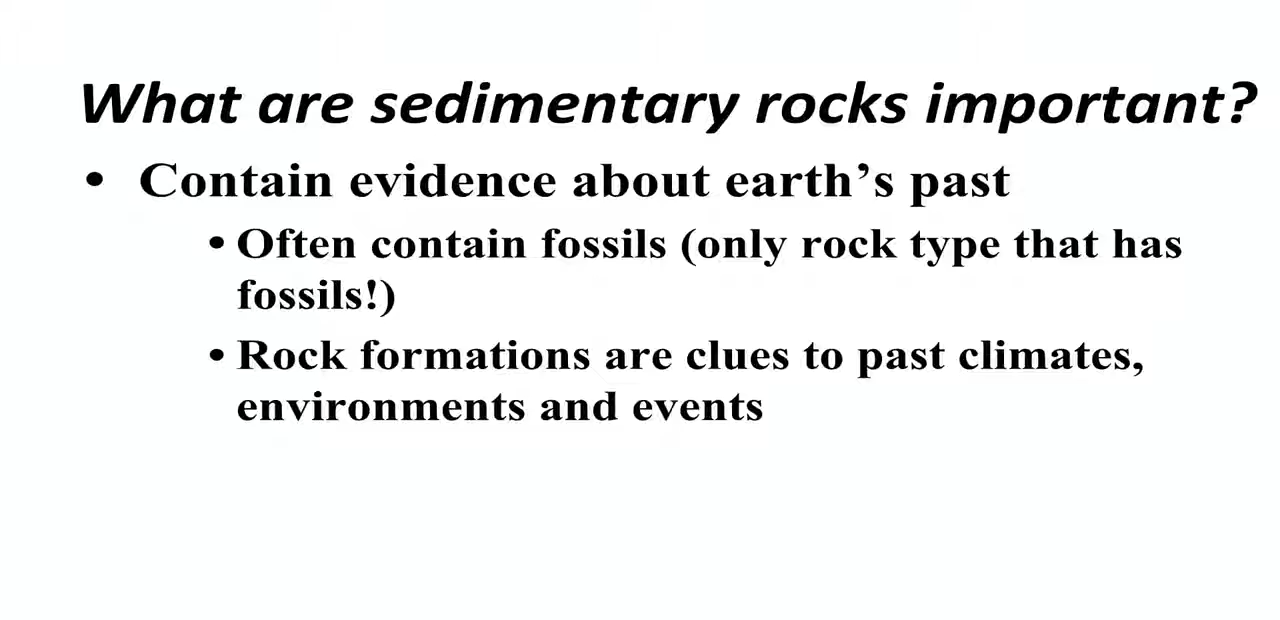 What are sedimentary rocks important?
• Contain evidence about earth’s past
• Often contain fossils (only rock type that has
fossils!)
• Rock formations are clues to past climates,
environments and events